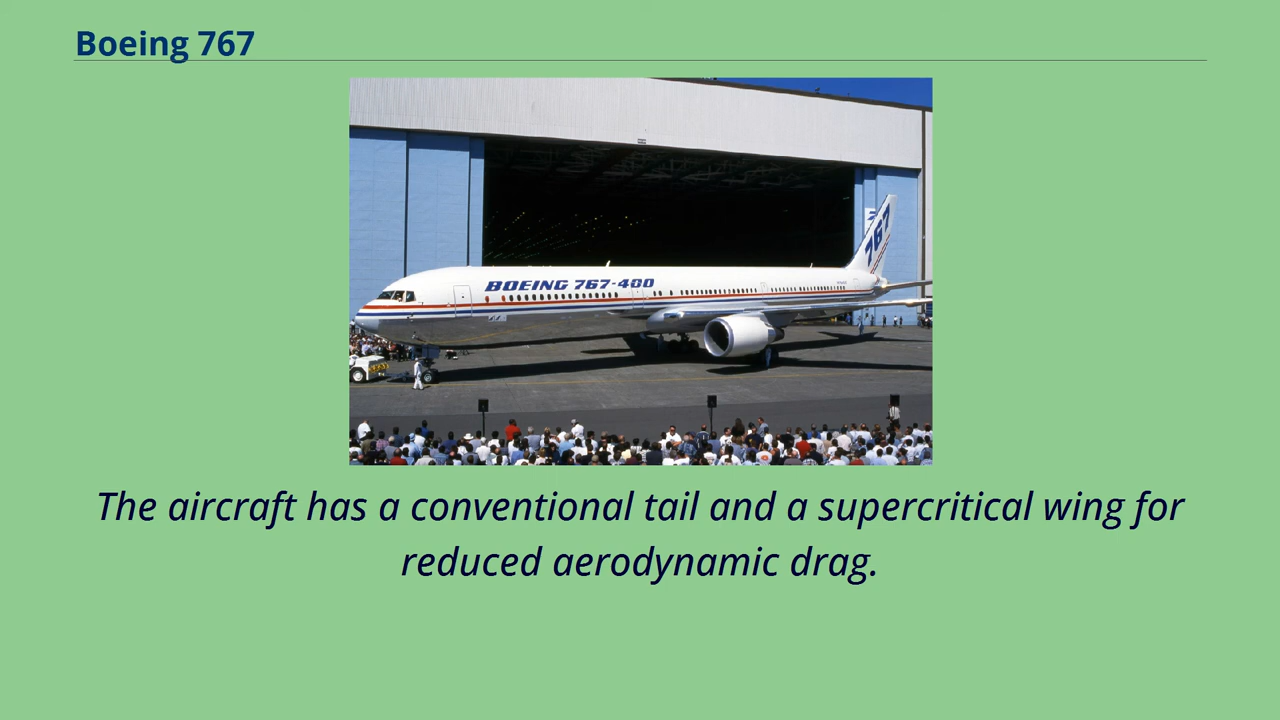 Boeing 767
767
BOEING 767-400
The aircraft has a conventional tail and a supercritical wing for
reduced aerodynamic drag.